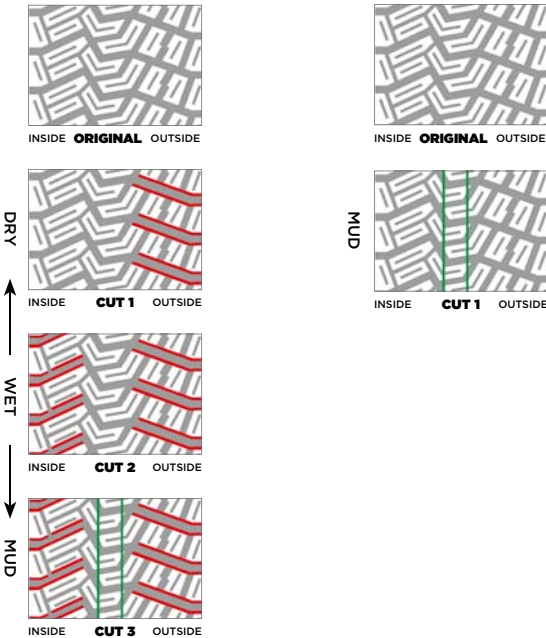 INSIDE ORIGINAL OUTSIDE
DRY
INSIDE CUT 1 OUTSIDE
WET
INSIDE CUT 2 OUTSIDE
MUD
INSIDE CUT 3 OUTSIDE
INSIDE ORIGINAL OUTSIDE
MUD
INSIDE CUT 1 OUTSIDE